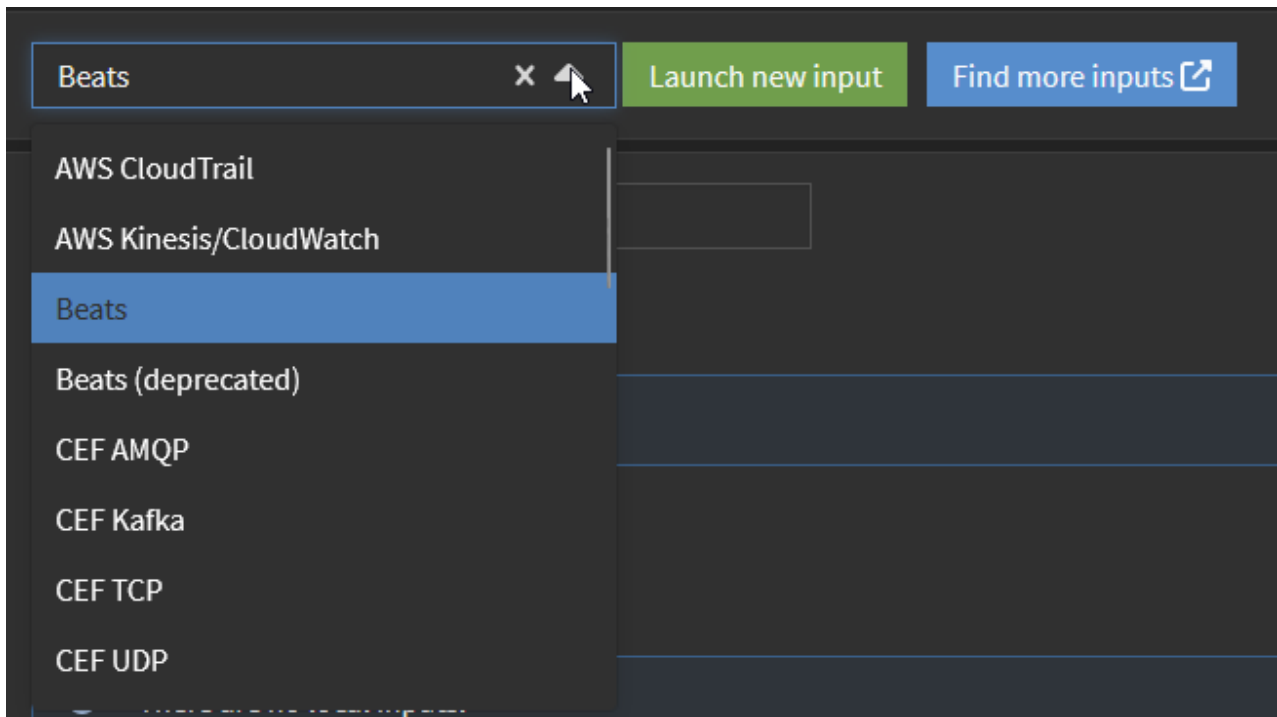 Beats
Launch new input
Find more inputs
AWS CloudTrail
AWS Kinesis/CloudWatch
Beats
Beats (deprecated)
CEF AMQP
CEF Kafka
CEF TCP
CEF UDP